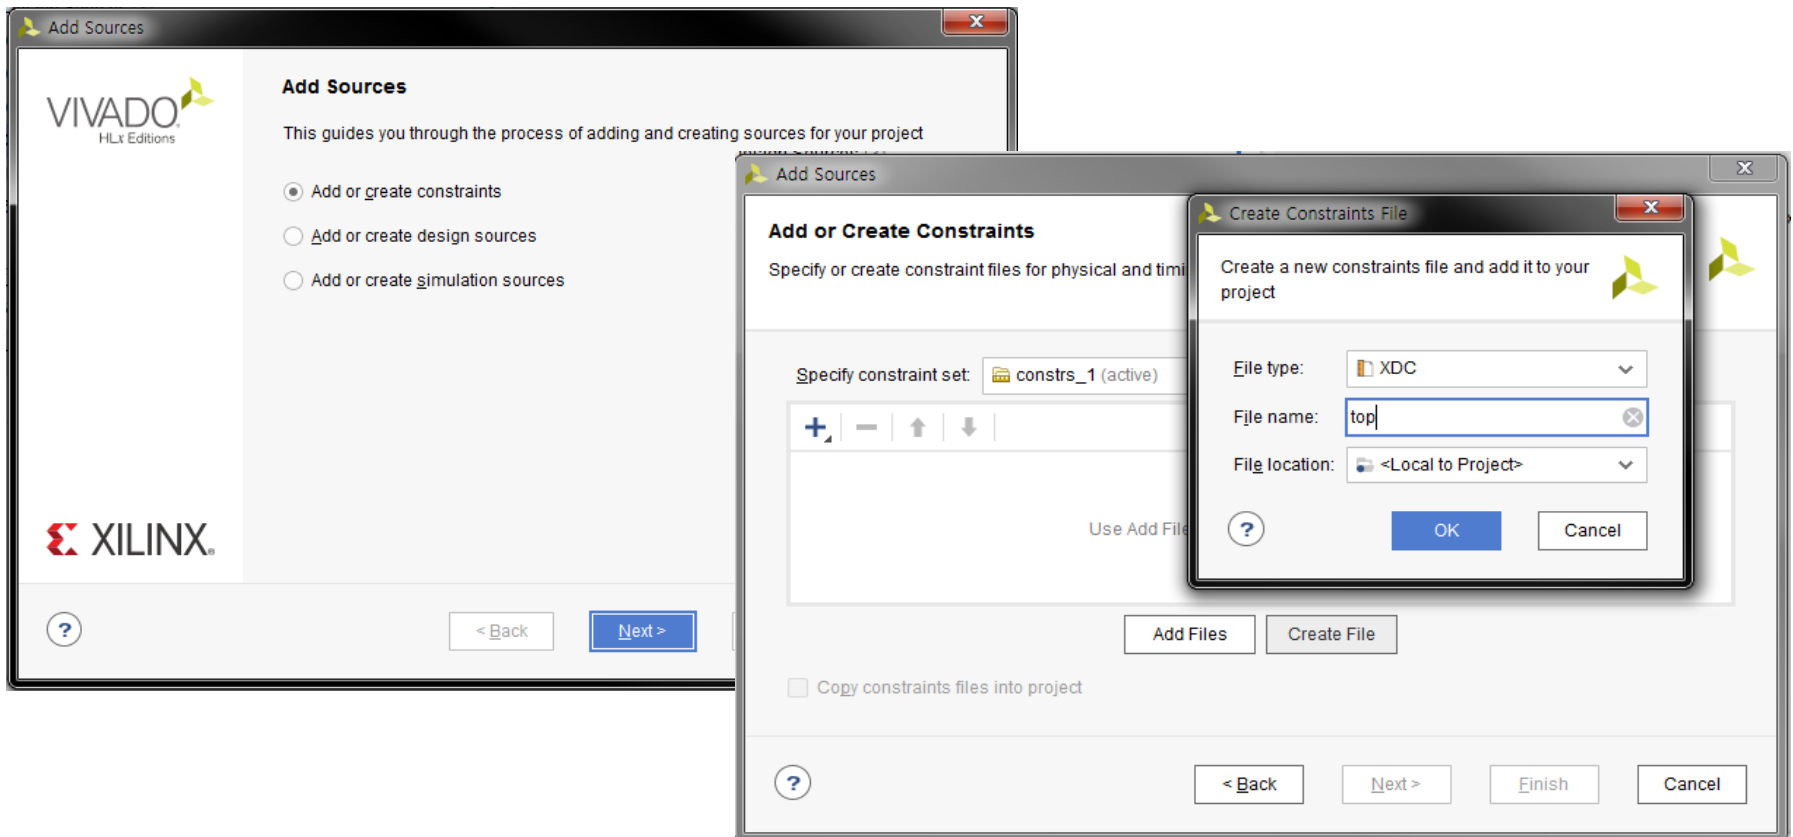 Add Sources
VIVADO
HLx Editions
Add Sources
This guides you through the process of adding and creating sources for your project
Add or create constraints
Add or create design sources
Add or create simulation sources
XILINX
?
< Back
Next >
Add Sources
Add or Create Constraints
Specify or create constraint files for physical and timi
Specify constraint set:
constrs_1 (active)
Use Add File
Add Files
Create File
Copy constraints files into project
?
< Back
Next >
Finish
Cancel
Create Constraints File
Create a new constraints file and add it to your
project
File type:
XDC
File name:
top
File location:
<Local to Project>
?
OK
Cancel